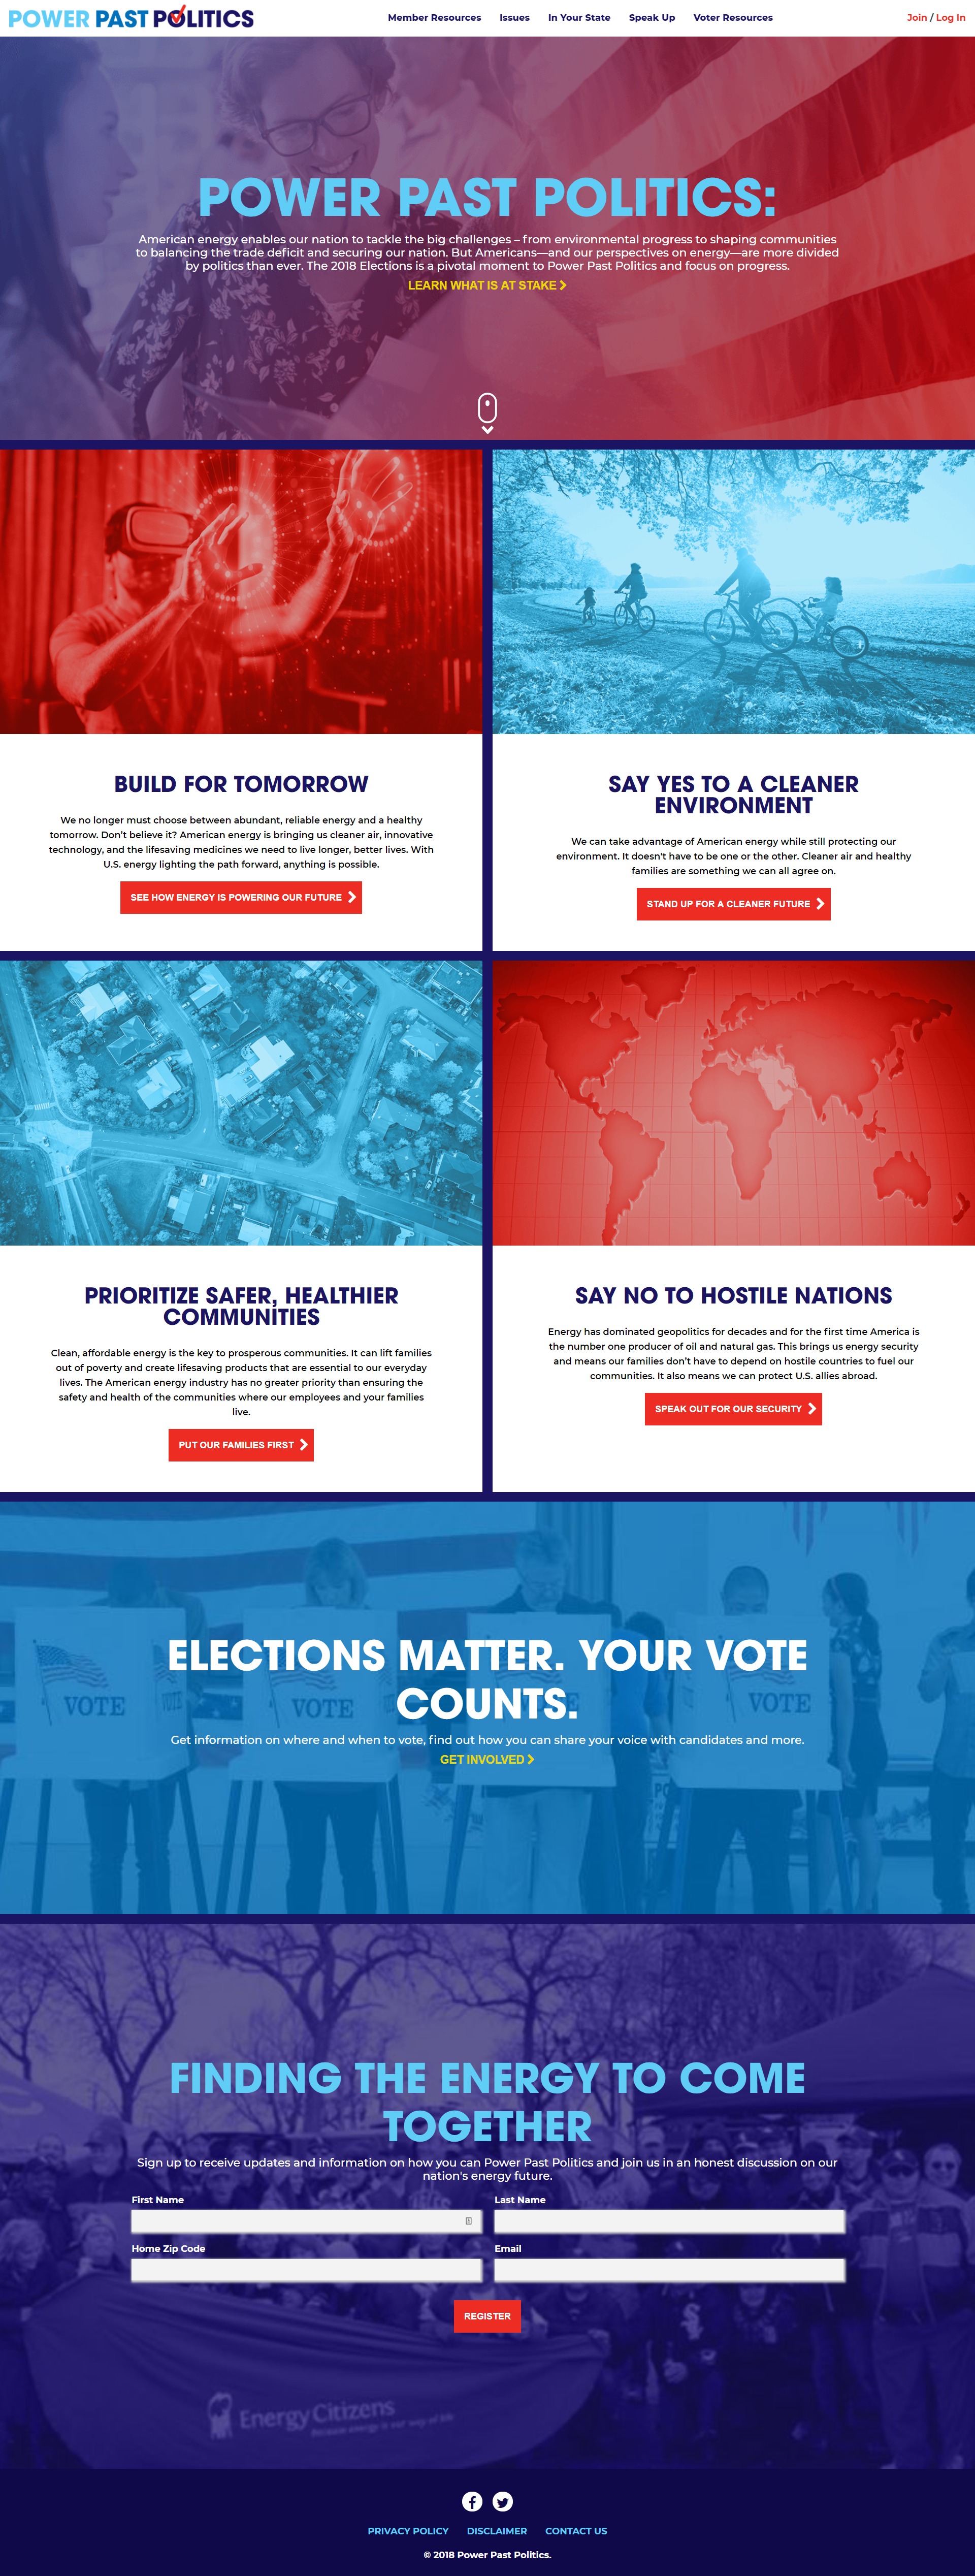 POWER PAST POLITICS
Member Resources
Issues
In Your State
Speak Up
Voter Resources
Join / Log In
POWER PAST POLITICS:
American energy enables our nation to tackle the big challenges – from environmental progress to shaping communities
to balancing the trade deficit and securing our nation. But Americans—and our perspectives on energy—are more divided
by politics than ever. The 2018 Elections is a pivotal moment to Power Past Politics and focus on progress.
LEARN WHAT IS AT STAKE
BUILD FOR TOMORROW
We no longer must choose between abundant, reliable energy and a healthy
tomorrow. Don't believe it? American energy is bringing us cleaner air, innovative
technology, and the lifesaving medicines we need to live longer, better lives. With
U.S. energy lighting the path forward, anything is possible.
SEE HOW ENERGY IS POWERING OUR FUTURE
SAY YES TO A CLEANER
ENVIRONMENT
We can take advantage of American energy while still protecting our
environment. It doesn't have to be one or the other. Cleaner air and healthy
families are something we can all agree on.
STAND UP FOR A CLEANER FUTURE
PRIORITIZE SAFER, HEALTHIER
COMMUNITIES
Clean, affordable energy is the key to prosperous communities. It can lift families
out of poverty and create lifesaving products that are essential to our everyday
lives. The American energy industry has no greater priority than ensuring the
safety and health of the communities where our employees and your families
live.
PUT OUR FAMILIES FIRST
SAY NO TO HOSTILE NATIONS
Energy has dominated geopolitics for decades and for the first time America is
the number one producer of oil and natural gas. This brings us energy security
and means our families don't have to depend on hostile countries to fuel our
communities. It also means we can protect U.S. allies abroad.
SPEAK OUT FOR OUR SECURITY
VOTE
VOTE
VOTE
ELECTIONS MATTER. YOUR VOTE
COUNTS.
Get information on where and when to vote, find out how you can share your voice with candidates and more.
GET INVOLVED
FINDING THE ENERGY TO COME
TOGETHER
Sign up to receive updates and information on how you can Power Past Politics and join us in an honest discussion on our
nation's energy future.
First Name
Last Name
Home Zip Code
Email
REGISTER
Energy Citizens
PRIVACY POLICY
DISCLAIMER
CONTACT US
© 2018 Power Past Politics.